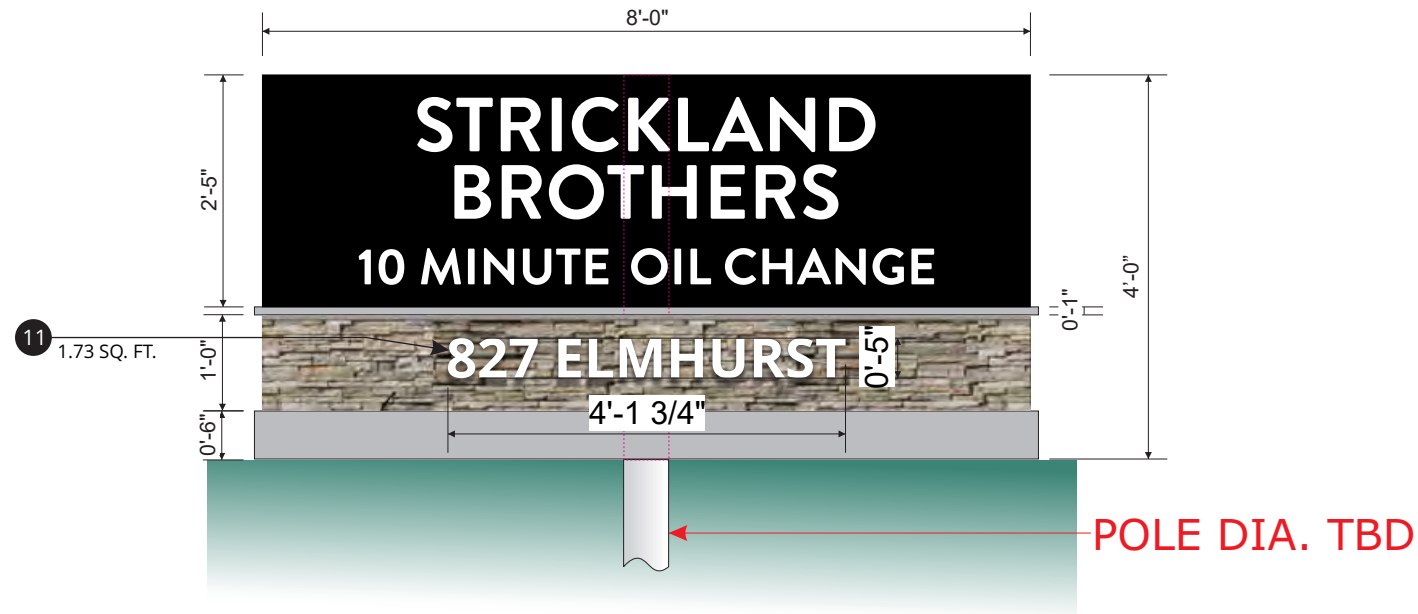 8'-0"
STRICKLAND
BROTHERS
10 MINUTE OIL CHANGE
2'-5"
4'-0"
0'-1"
11
1.73 SQ. FT.
1'-0"
827 ELMHURST
0'-5"
4'-1 3/4"
0'-6"
POLE DIA. TBD